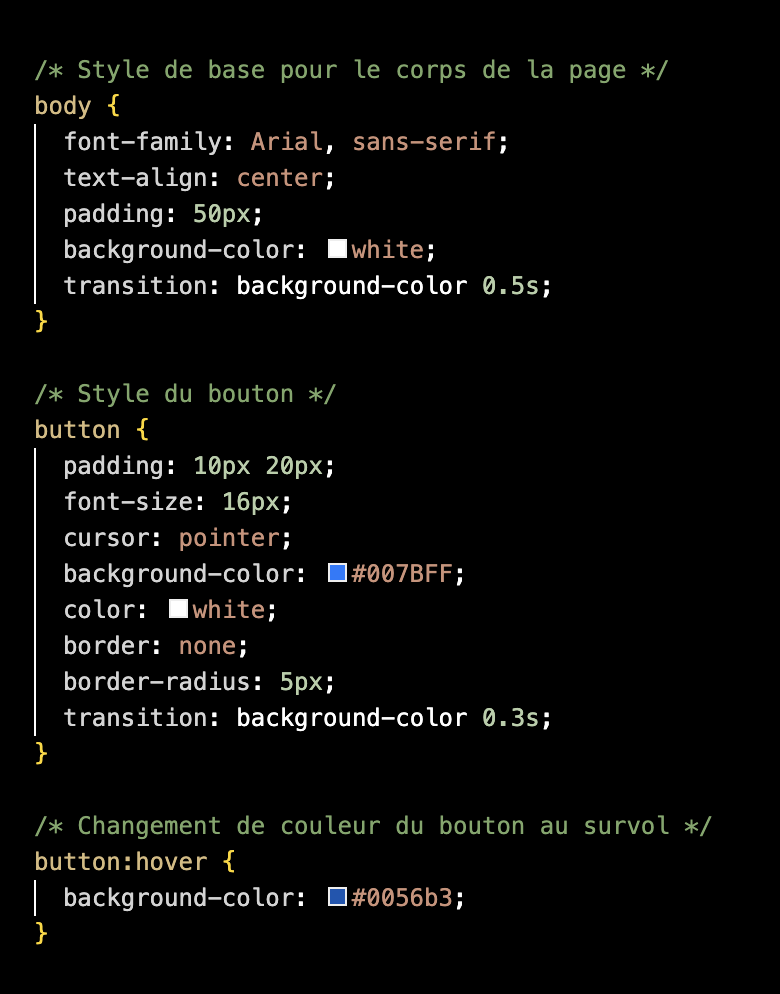 /* Style de base pour le corps de la page */
body {
font-family: Arial, sans-serif;
text-align: center;
padding: 50px;
background-color: white;
transition: background-color 0.5s;
}
/* Style du bouton */
button {
padding: 10px 20px;
font-size: 16px;
cursor: pointer;
background-color: #007BFF;
color: white;
border: none;
border-radius: 5px;
transition: background-color 0.3s;
}
/* Changement de couleur du bouton au survol */
button:hover {
background-color: #0056b3;
}